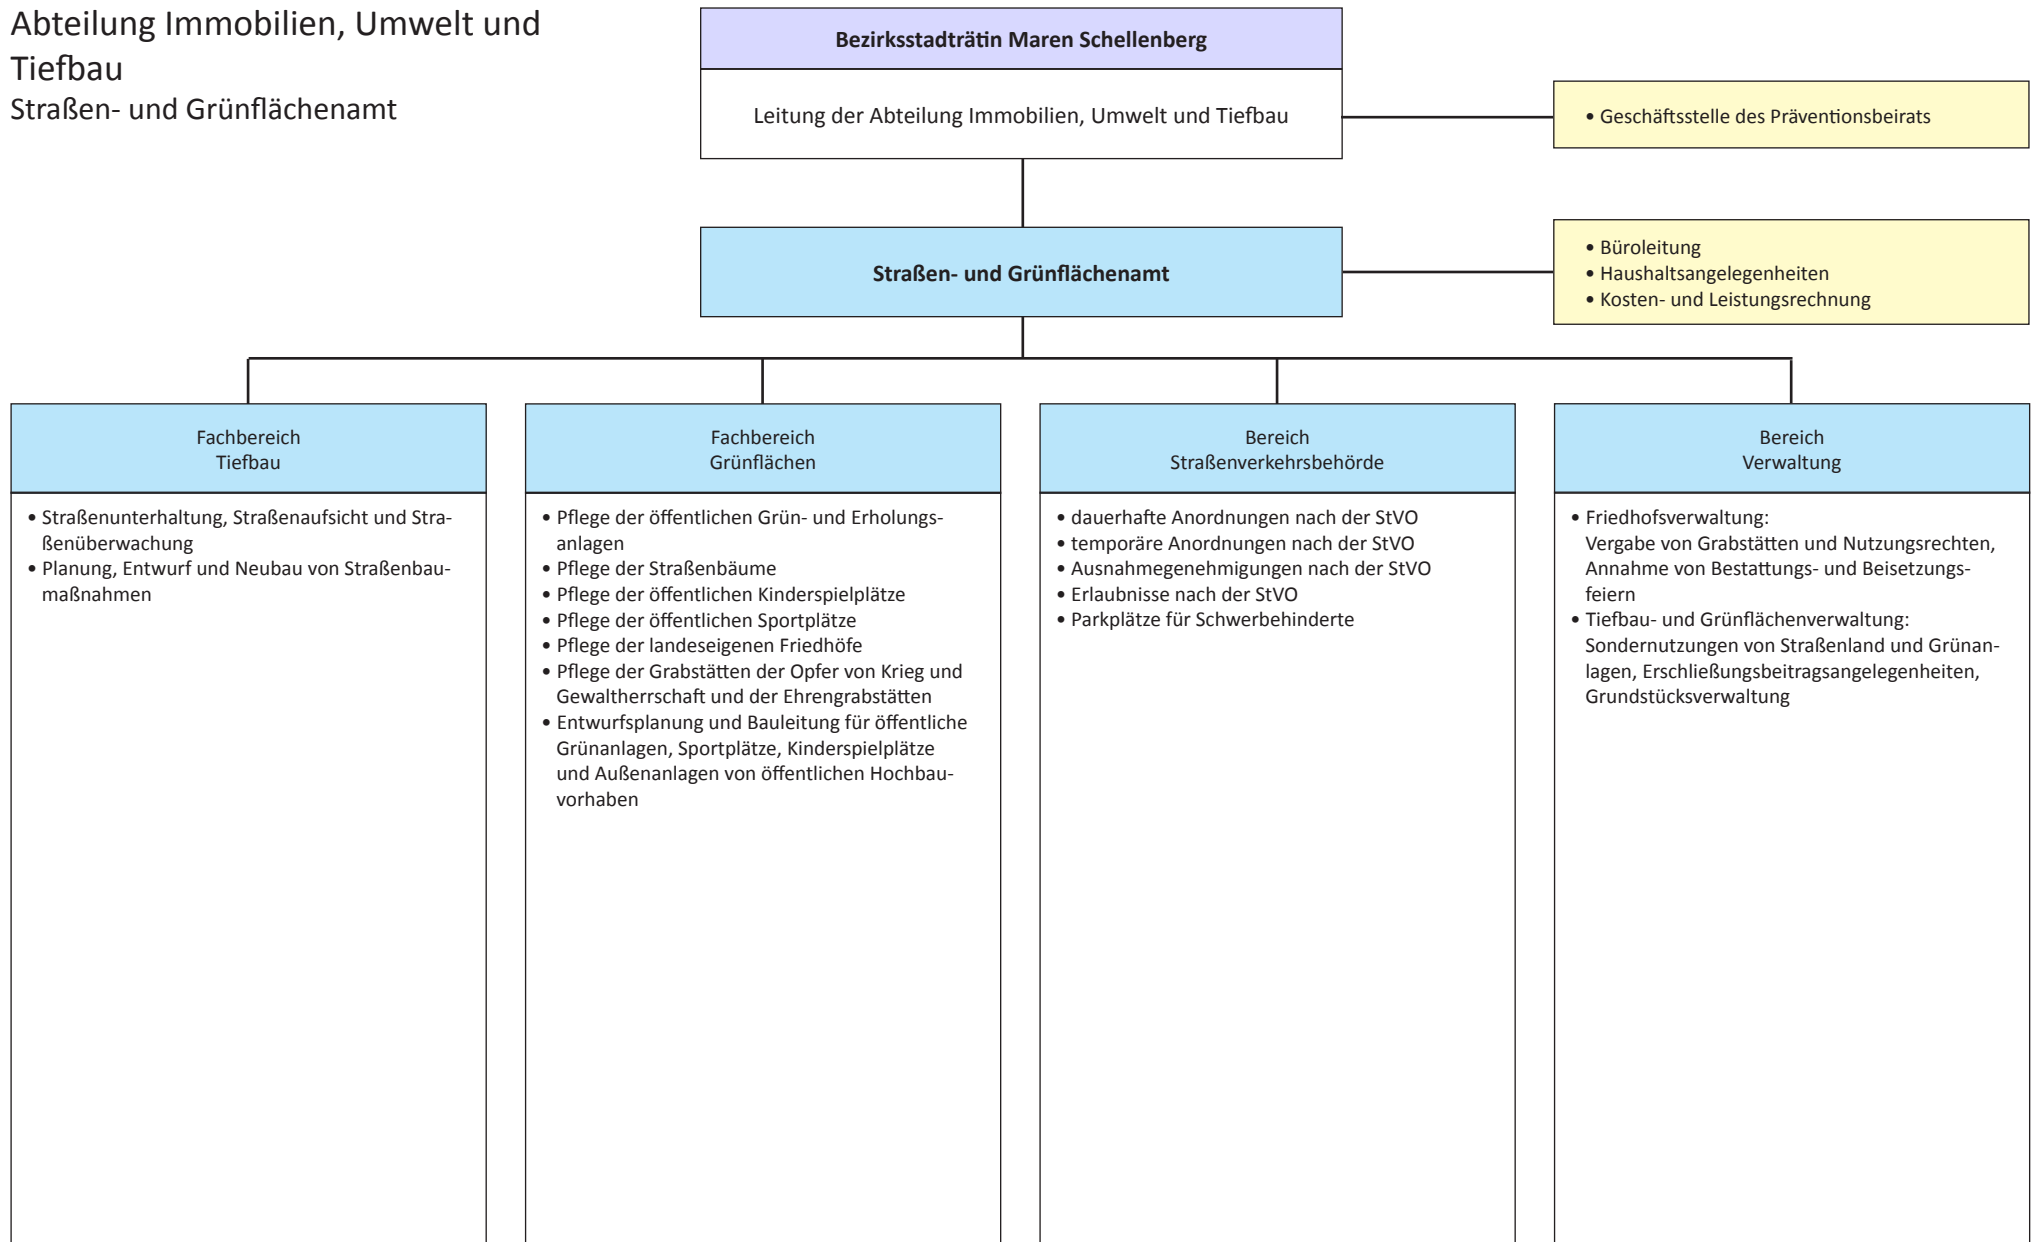 Abteilung Immobilien, Umwelt und
Tiefbau
Straßen- und Grünflächenamt
Bezirksstadträtin Maren Schellenberg
Leitung der Abteilung Immobilien, Umwelt und Tiefbau
• Geschäftsstelle des Präventionsbeirats
Straßen- und Grünflächenamt
• Büroleitung
• Haushaltsangelegenheiten
• Kosten- und Leistungsrechnung
Fachbereich
Tiefbau
• Straßenunterhaltung, Straßenaufsicht und Stra-
ßenüberwachung
• Planung, Entwurf und Neubau von Straßenbau-
maßnahmen
Fachbereich
Grünflächen
• Pflege der öffentlichen Grün- und Erholungs-
anlagen
• Pflege der Straßenbäume
• Pflege der öffentlichen Kinderspielplätze
• Pflege der öffentlichen Sportplätze
• Pflege der landeseigenen Friedhöfe
• Pflege der Grabstätten der Opfer von Krieg und
Gewaltherrschaft und der Ehrengrabstätten
• Entwurfsplanung und Bauleitung für öffentliche
Grünanlagen, Sportplätze, Kinderspielplätze
und Außenanlagen von öffentlichen Hochbau-
vorhaben
Bereich
Straßenverkehrsbehörde
• dauerhafte Anordnungen nach der StVO
• temporäre Anordnungen nach der StVO
• Ausnahmegenehmigungen nach der StVO
• Erlaubnisse nach der StVO
• Parkplätze für Schwerbehinderte
Bereich
Verwaltung
• Friedhofsverwaltung:
Vergabe von Grabstätten und Nutzungsrechten,
Annahme von Bestattungs- und Beisetzungs-
feiern
• Tiefbau- und Grünflächenverwaltung:
Sondernutzungen von Straßenland und Grünan-
lagen, Erschließungsbeitragsangelegenheiten,
Grundstücksverwaltung